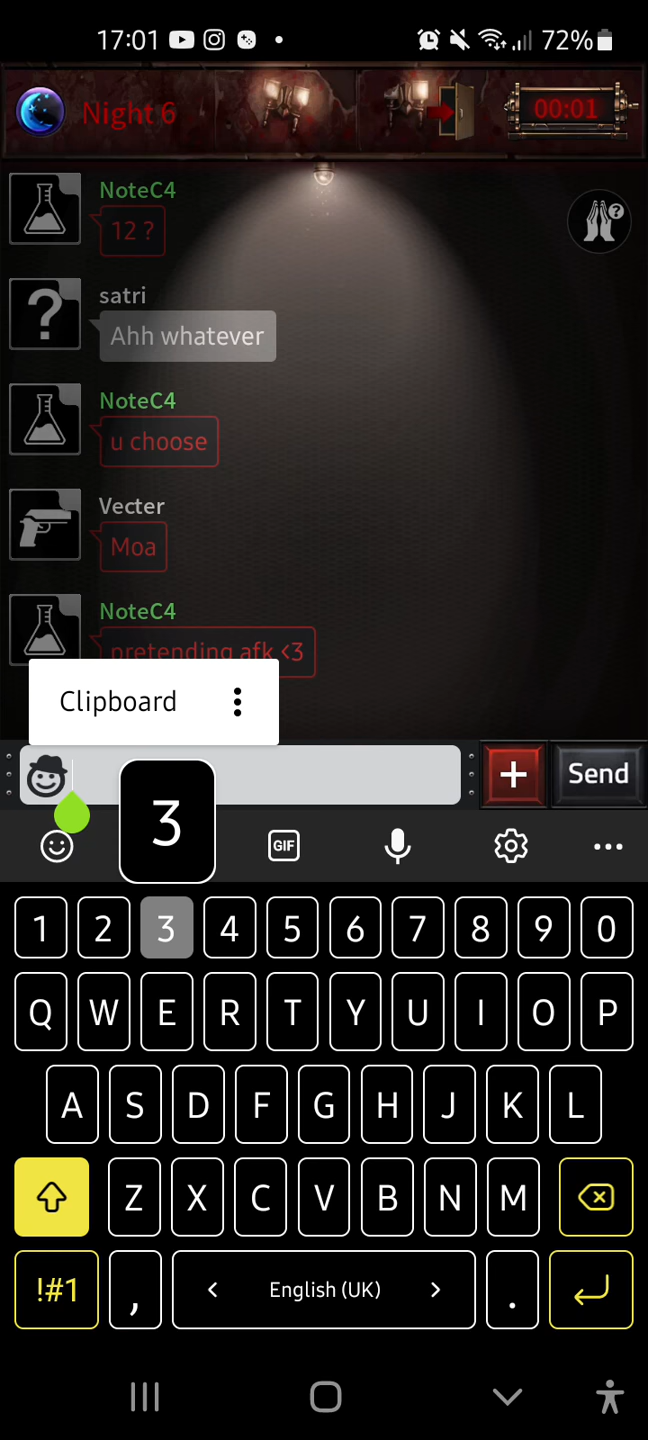 17:01
72%
Night 6
00:01
NoteC4
12 ?
?
satri
Ahh whatever
NoteC4
u choose
Vecter
Moa
NoteC4
pretending afk <3
Clipboard
+
Send
3
GIF
1 2 3 4 5 6 7 8 9 0
Q W E R T Y U I O P
A S D F G H J K L
Z X C V B N M
!#1 , < English (UK) > .